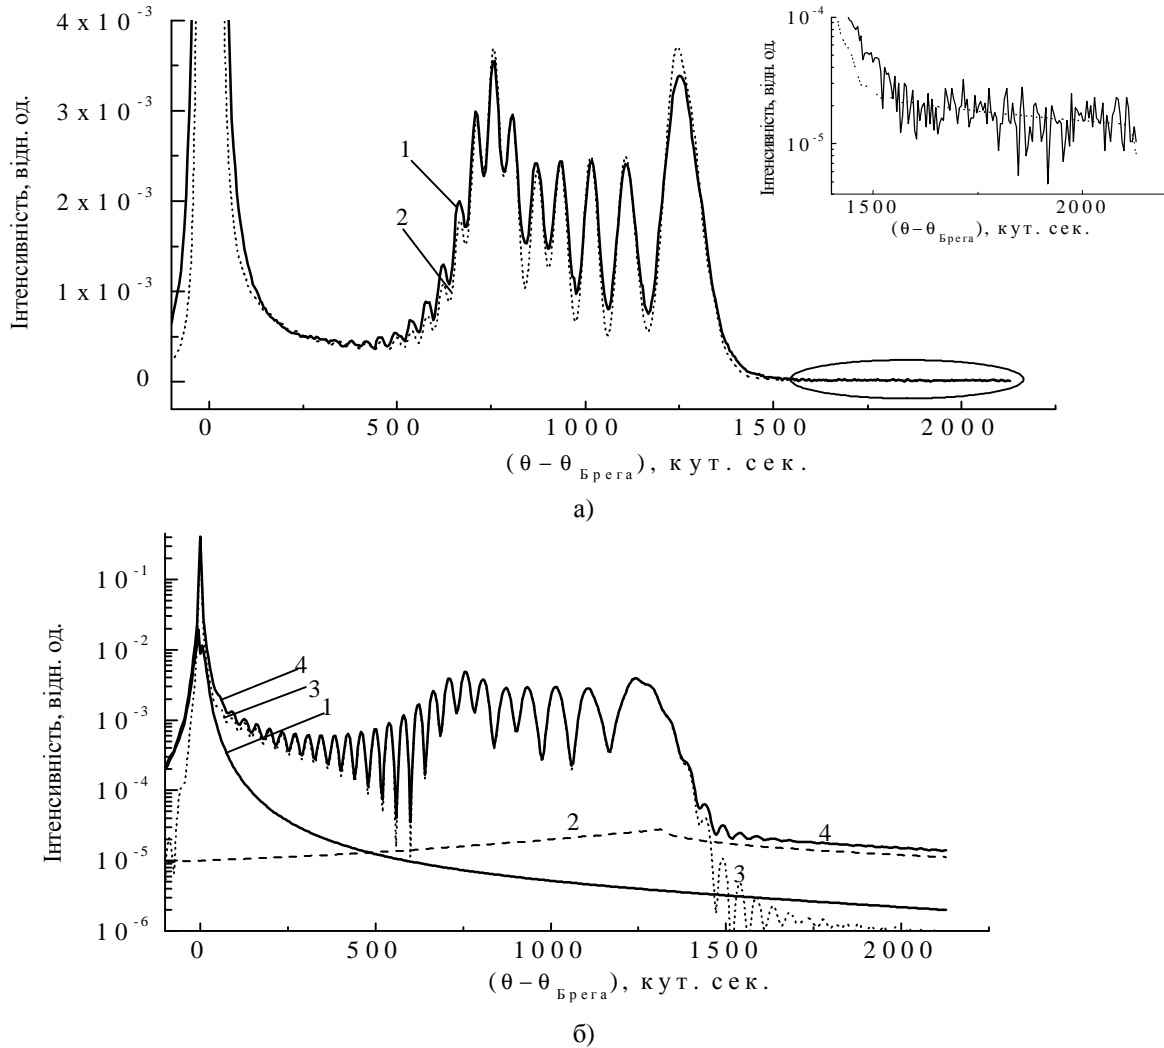 4 x 10⁻³
3 x 10⁻³
2 x 10⁻³
1 x 10⁻³
0
Інтенсивність, відн. од.
1
2
0 500 1000 1500 2000
(θ – θБрега), кут. сек.
10⁻⁴
10⁻⁵
Інтенсивність, відн. од.
1500 2000
(θ – θБрега), кут. сек.
а)
10⁻¹
10⁻²
10⁻³
10⁻⁴
10⁻⁵
10⁻⁶
Інтенсивність, відн. од.
4
3
1
2
4
3
0 500 1000 1500 2000
(θ – θБрега), кут. сек.
б)